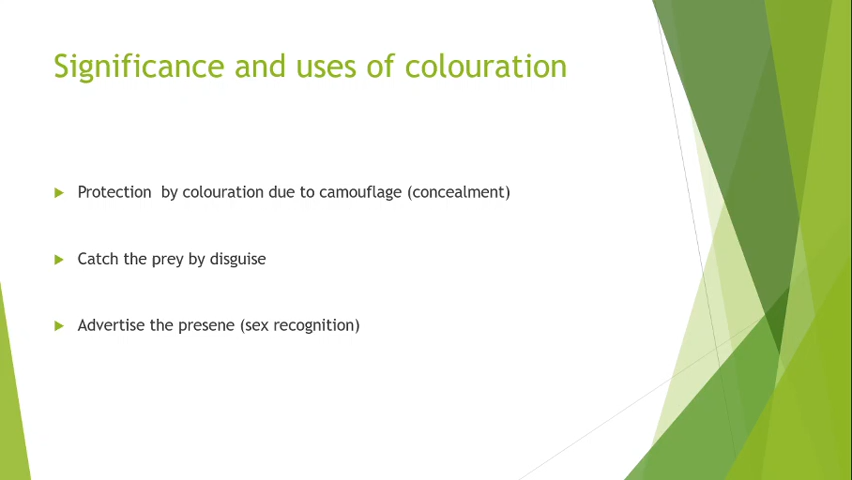 Significance and uses of colouration
Protection  by colouration due to camouflage (concealment)
Catch the prey by disguise
Advertise the presene (sex recognition)